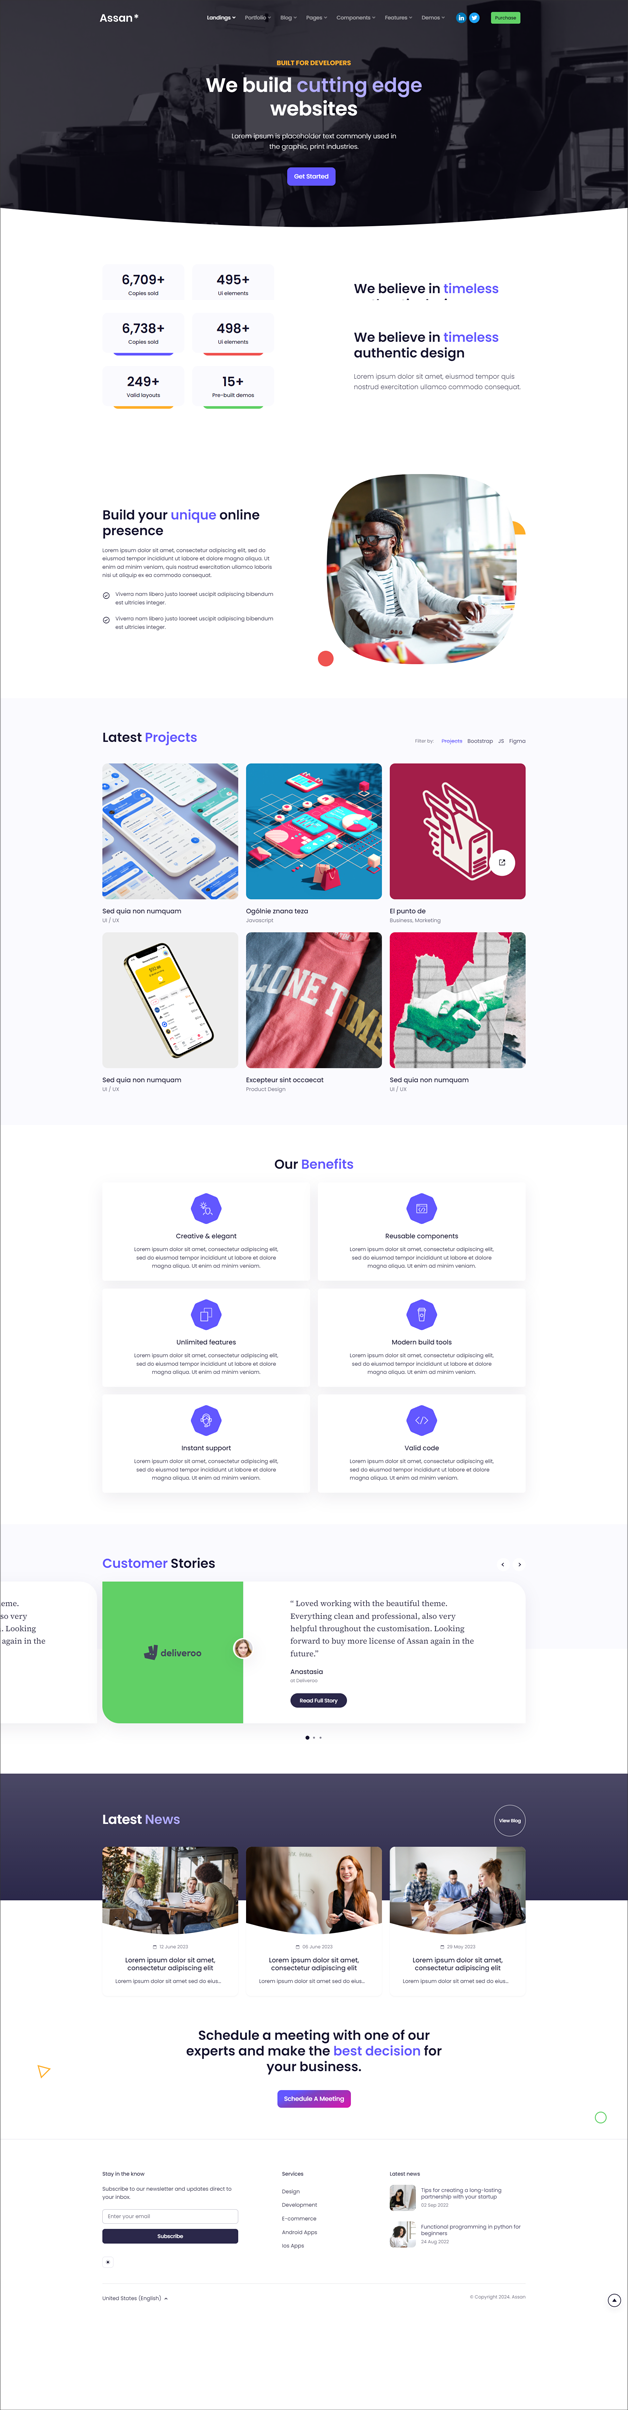 Assan*
Landings Portfolio Blog Pages Components Features Demos Purchase
BUILT FOR DEVELOPERS
We build cutting edge
websites
Lorem ipsum is placeholder text commonly used in
the graphic, print industries.
Get Started
6,709+
Copies sold
495+
UI elements
We believe in timeless
6,738+
Copies sold
498+
UI elements
249+
Valid layouts
15+
Pre-built demos
We believe in timeless
authentic design
Lorem ipsum dolor sit amet, eiusmod tempor quis
nostrud exercitation ullamco commodo consequat.
Build your unique online
presence
Lorem ipsum dolor sit amet, consectetur adipiscing elit, sed do
eiusmod tempor incididunt ut labore et dolore magna aliqua. Ut
enim ad minim veniam, quis nostrud exercitation ullamco laboris
nisi ut aliquip ex ea commodo consequat.
Viverra nam libero justo laoreet uscipit adipiscing bibendum
est ultricies integer.
Viverra nam libero justo laoreet uscipit adipiscing bibendum
est ultricies integer.
Latest Projects
Filter by: Projects Bootstrap JS Figma
Sed quia non numquam
UI / UX
Ogólnie znana teza
Javascript
El punto de
Business, Marketing
ALONE TIME
Sed quia non numquam
UI / UX
Excepteur sint occaecat
Product Design
Sed quia non numquam
UI / UX
Our Benefits
Creative & elegant
Lorem ipsum dolor sit amet, consectetur adipiscing elit,
sed do eiusmod tempor incididunt ut labore et dolore
magna aliqua. Ut enim ad minim veniam.
Reusable components
Lorem ipsum dolor sit amet, consectetur adipiscing elit,
sed do eiusmod tempor incididunt ut labore et dolore
magna aliqua. Ut enim ad minim veniam.
Unlimited features
Lorem ipsum dolor sit amet, consectetur adipiscing elit,
sed do eiusmod tempor incididunt ut labore et dolore
magna aliqua. Ut enim ad minim veniam.
Modern build tools
Lorem ipsum dolor sit amet, consectetur adipiscing elit,
sed do eiusmod tempor incididunt ut labore et dolore
magna aliqua. Ut enim ad minim veniam.
Instant support
Lorem ipsum dolor sit amet, consectetur adipiscing elit,
sed do eiusmod tempor incididunt ut labore et dolore
magna aliqua. Ut enim ad minim veniam.
Valid code
Lorem ipsum dolor sit amet, consectetur adipiscing elit,
sed do eiusmod tempor incididunt ut labore et dolore
magna aliqua. Ut enim ad minim veniam.
Customer Stories
eme.
so very
. Looking
again in the
deliveroo
“ Loved working with the beautiful theme.
Everything clean and professional, also very
helpful throughout the customisation. Looking
forward to buy more license of Assan again in the
future.”
Anastasia
at Deliveroo
Read Full Story
Latest News
View Blog
12 June 2023
Lorem ipsum dolor sit amet,
consectetur adipiscing elit
Lorem ipsum dolor sit amet sed do eius...
05 June 2023
Lorem ipsum dolor sit amet,
consectetur adipiscing elit
Lorem ipsum dolor sit amet sed do eius...
29 May 2023
Lorem ipsum dolor sit amet,
consectetur adipiscing elit
Lorem ipsum dolor sit amet sed do eius...
Schedule a meeting with one of our
experts and make the best decision for
your business.
Schedule A Meeting
Stay in the know
Subscribe to our newsletter and updates direct to
your inbox.
Enter your email
Subscribe
Services
Design
Development
E-commerce
Android Apps
ios Apps
Latest news
Tips for creating a long-lasting
partnership with your startup
02 Sep 2022
Functional programming in python for
beginners
24 Aug 2022
United States (English)
© Copyright 2024. Assan